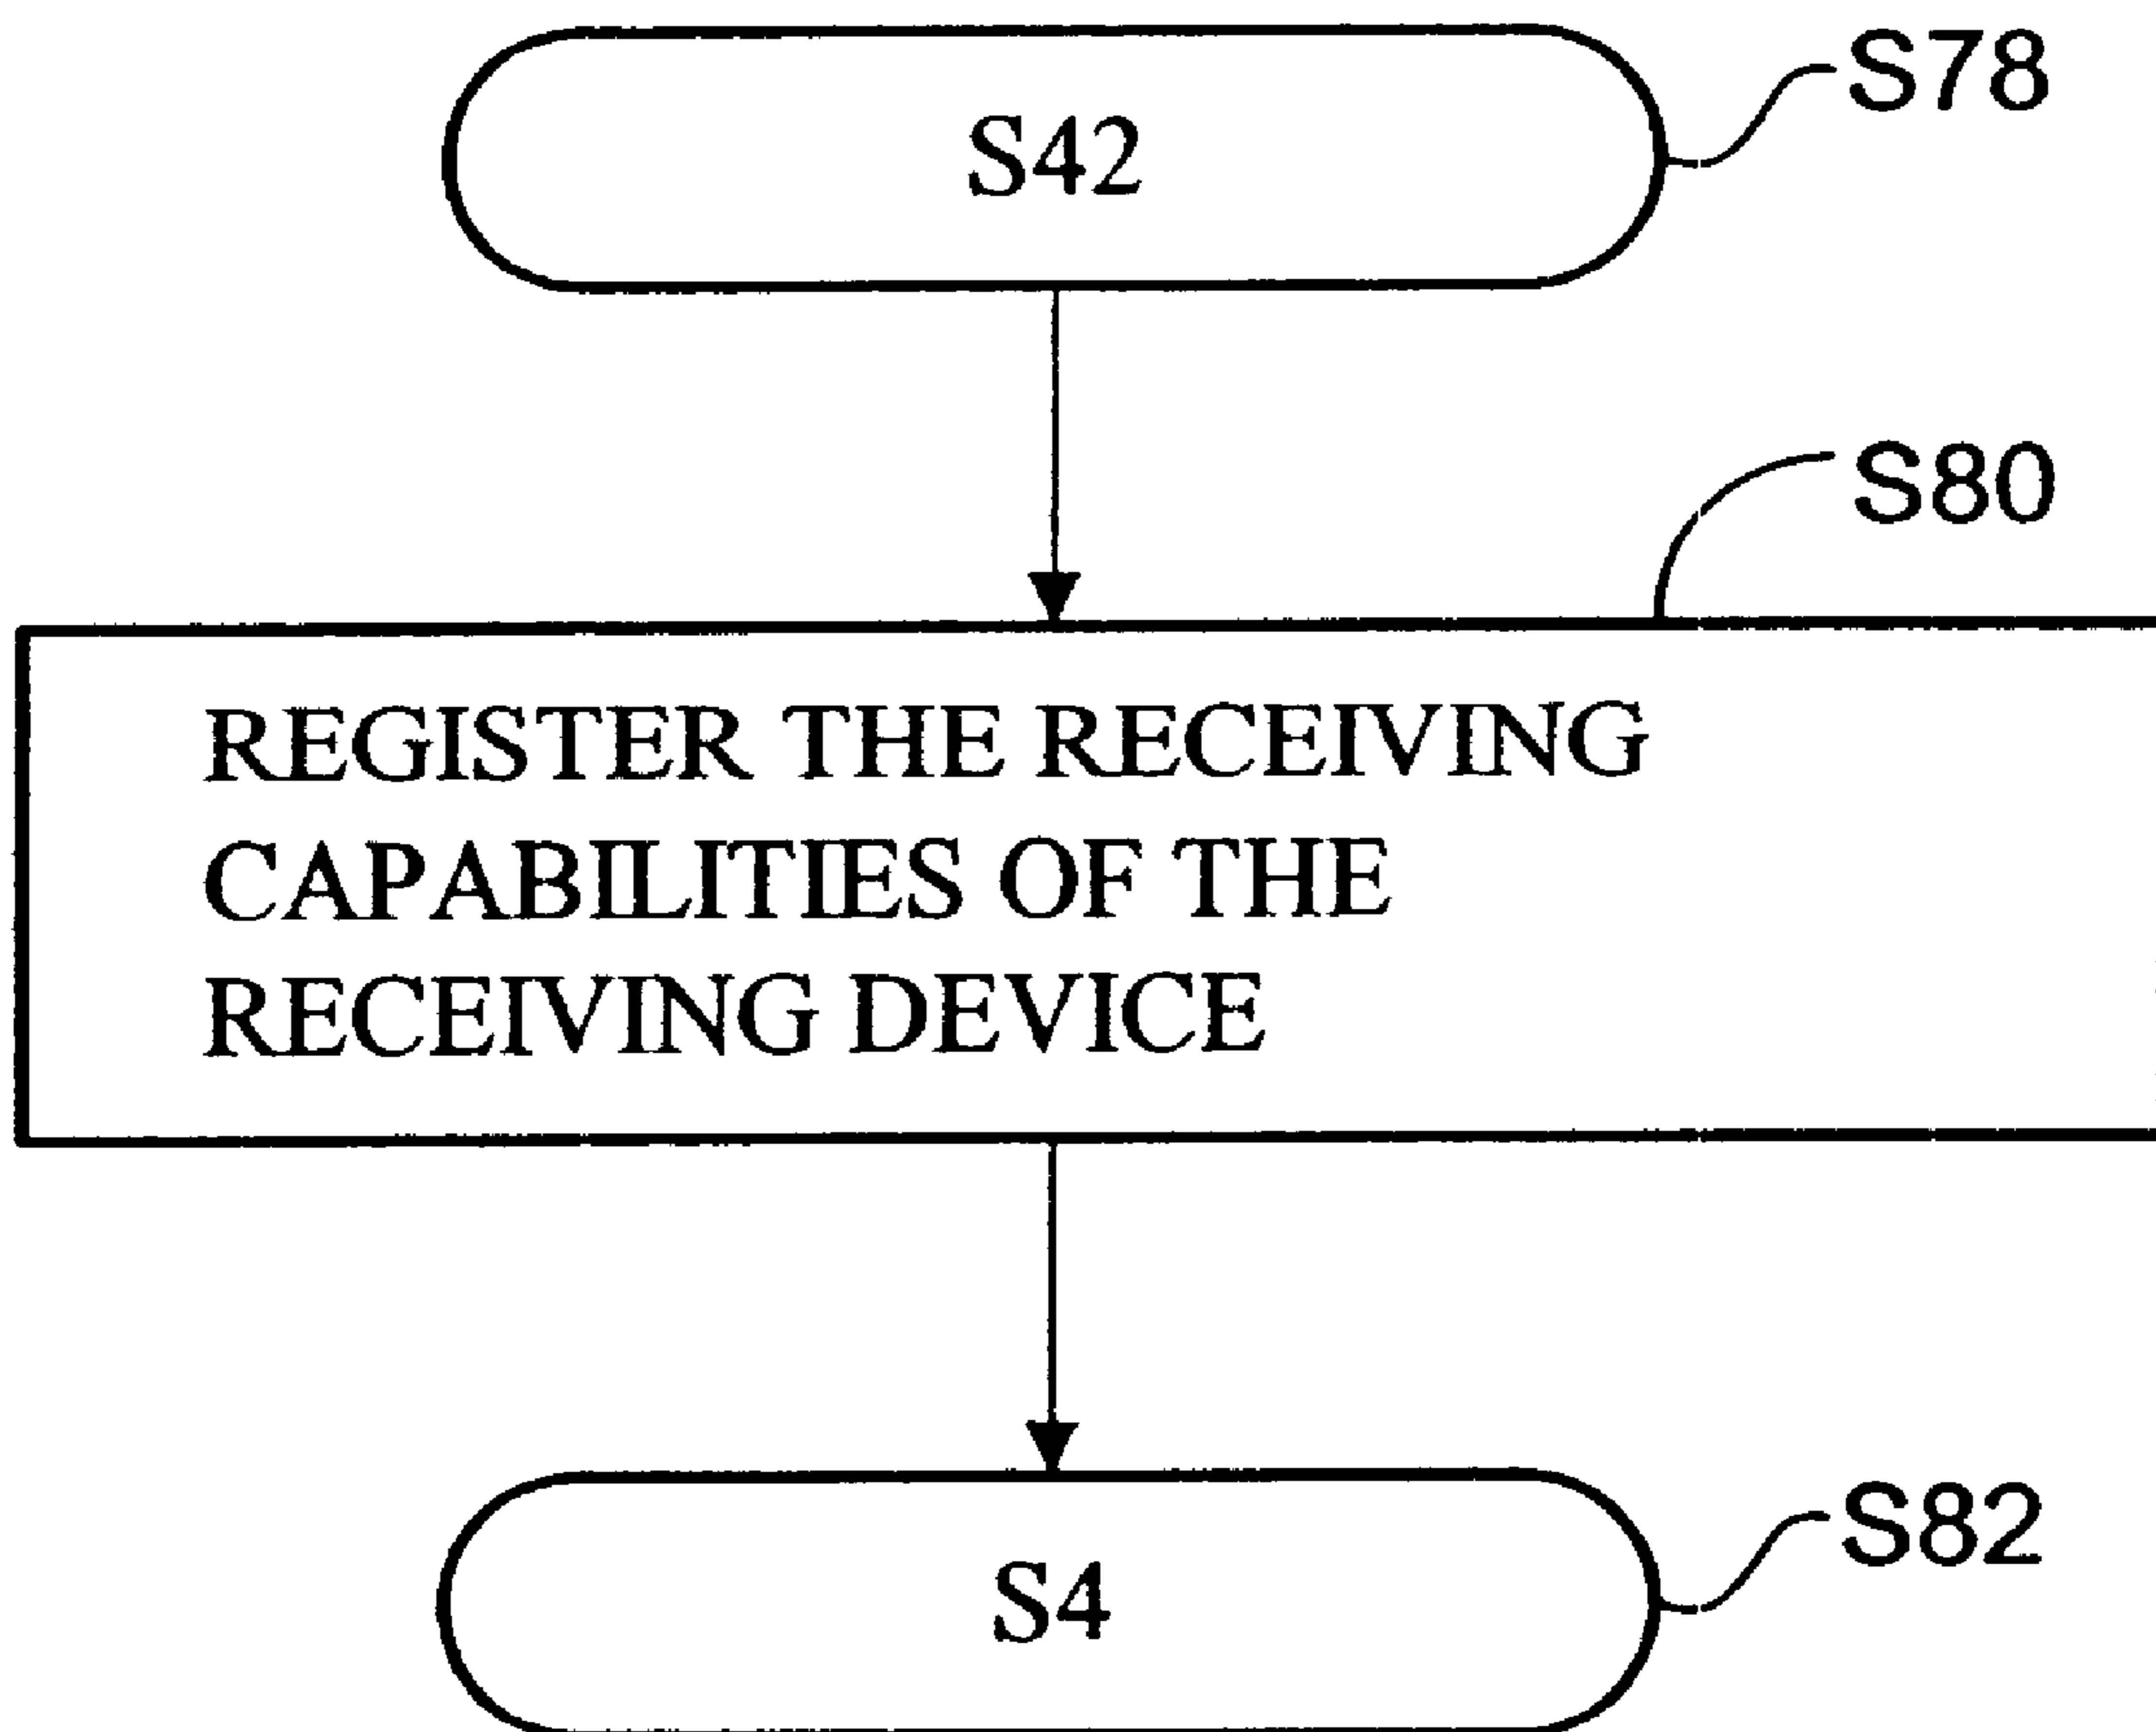 S78
S42
S80
REGISTER THE RECEIVING
CAPABILITIES OF THE
RECEIVING DEVICE
S82
S4